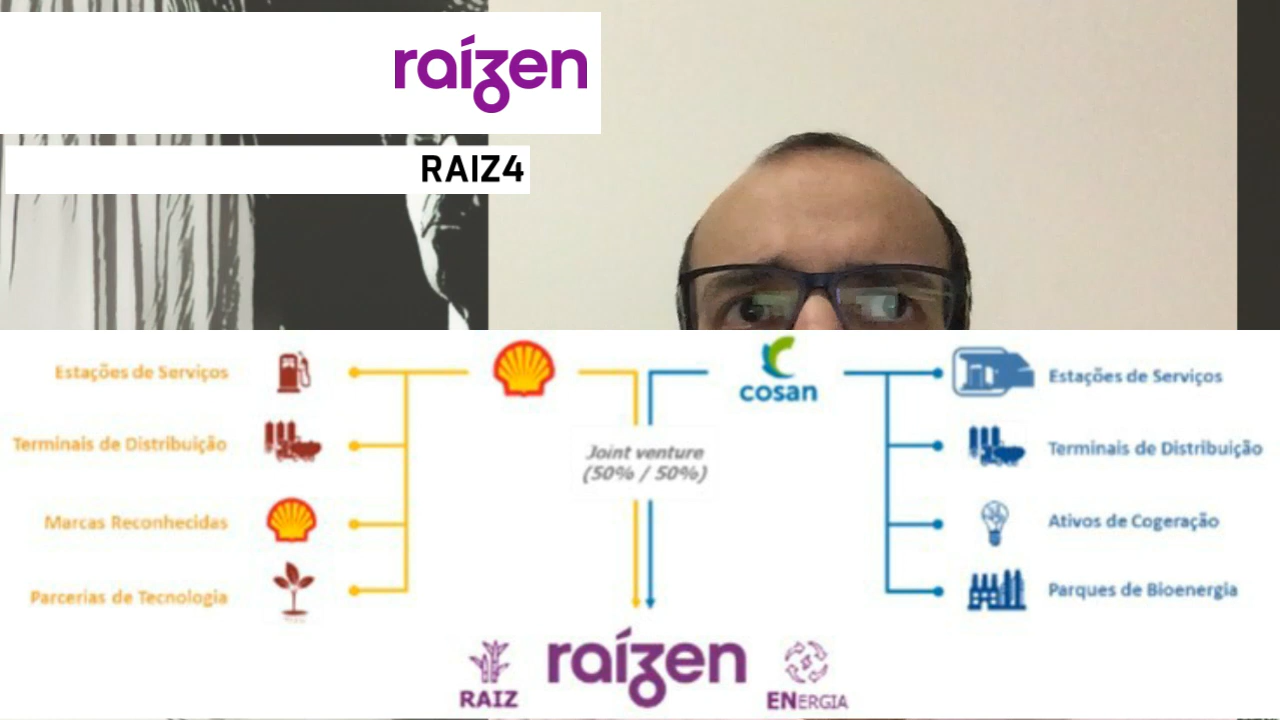 raízen
RAIZ4
Estações de Serviços
Terminais de Distribuição
Marcas Reconhecidas
Parcerias de Tecnologia
cosan
Joint venture
(50% / 50%)
Estações de Serviços
Terminais de Distribuição
Ativos de Cogeração
Parques de Bioenergia
RAIZ
raízen
ENERGIA